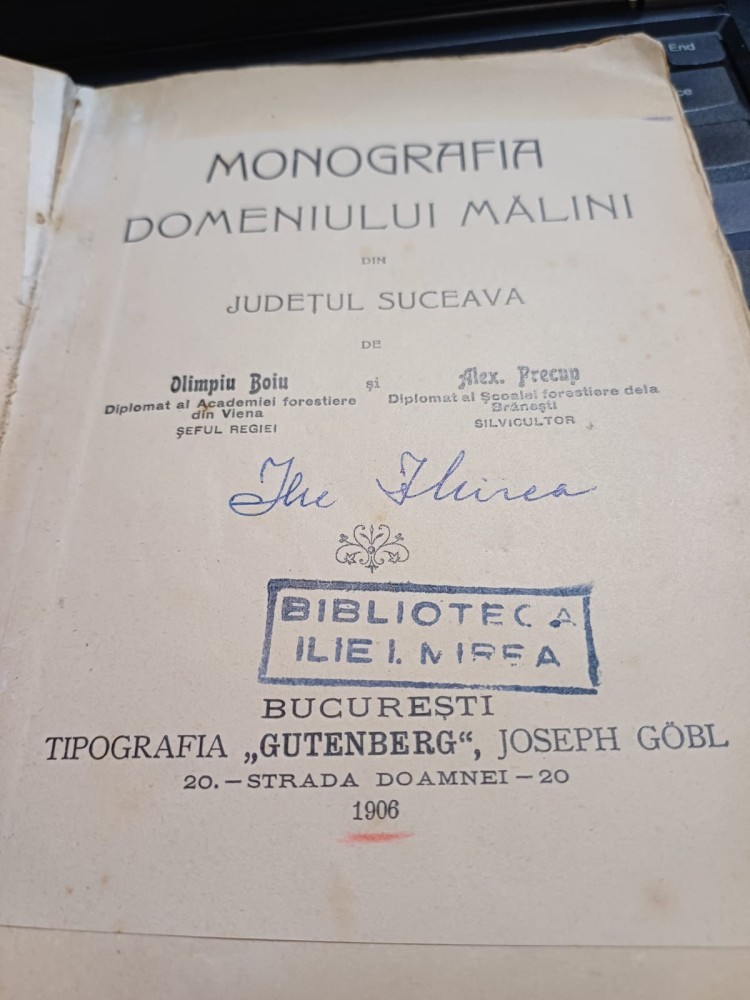 End
MONOGRAFIA
DOMENIULUI MĂLINI
DIN
JUDEȚUL SUCEAVA
DE
Olimpiu Boiu și Alex. Precup
Diplomat al Academiei forestiere Diplomat al Școalei forestiere dela
din Viena Brănești
ȘEFUL REGIEI SILVICULTOR
Ilie
BIBLIOTECA
ILIE I. MIREA
BUCUREȘTI
TIPOGRAFIA „GUTENBERG“, JOSEPH GÖBL
20.—STRADA DOAMNEI—20
1906